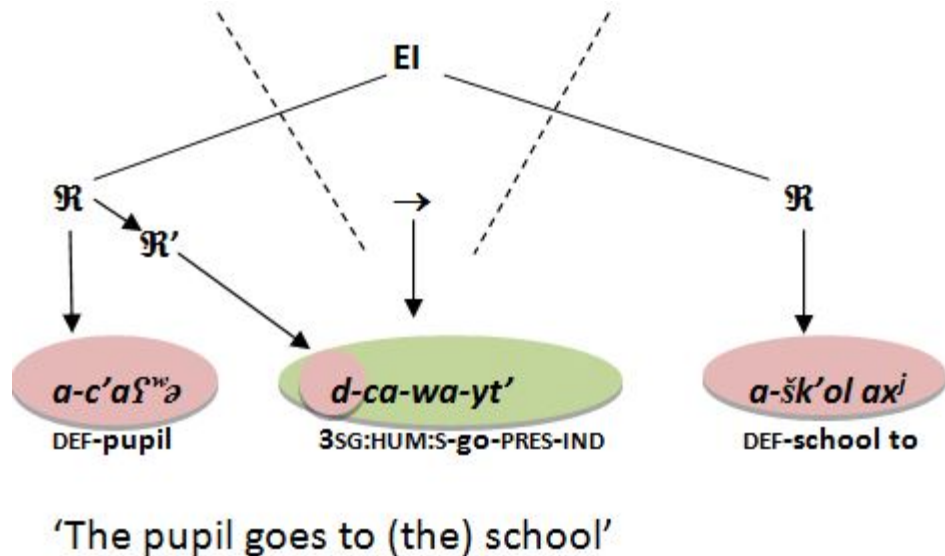 EI
ℜ → ℜ
ℜ’
a-c’aʕʷə d-ca-wa-yt’ a-šk’ol axʲ
DEF-pupil 3SG:HUM:S-go-PRES-IND DEF-school to
‘The pupil goes to (the) school’